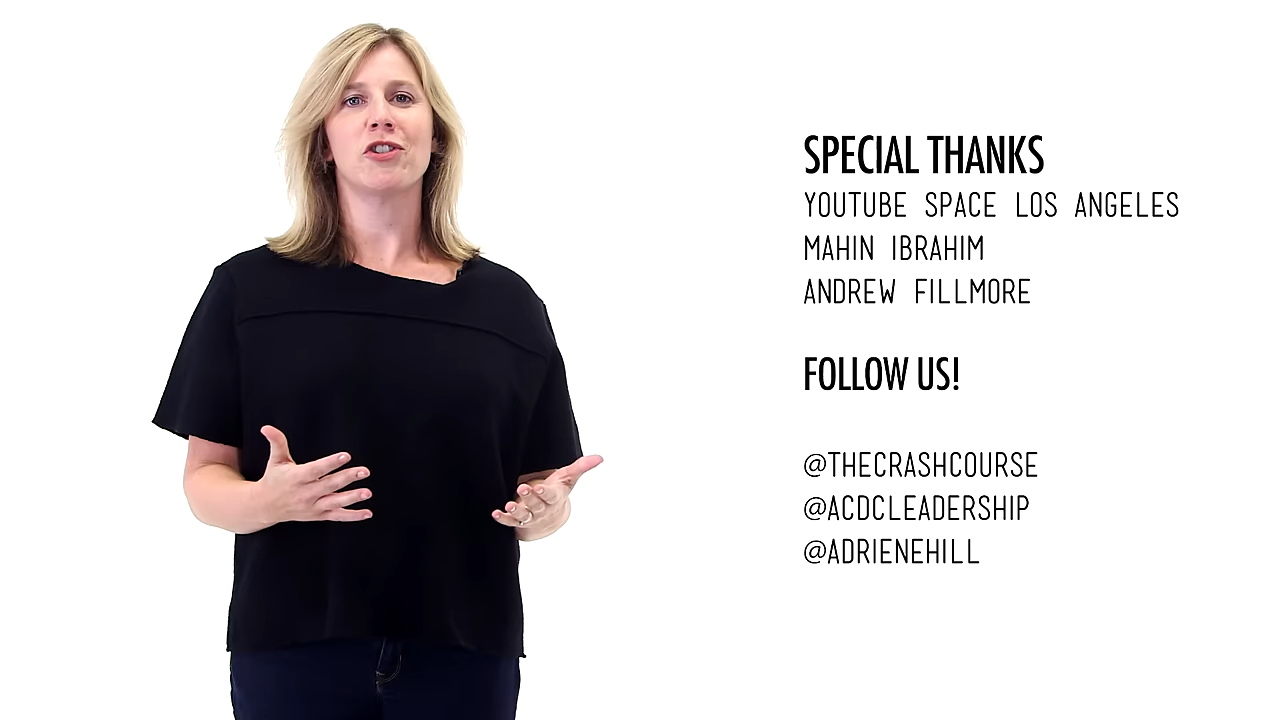 SPECIAL THANKS
YOUTUBE SPACE LOS ANGELES
MAHIN IBRAHIM
ANDREW FILLMORE
FOLLOW US!
@THECRASHCOURSE
@ACDCLEADERSHIP
@ADRIENEHILL